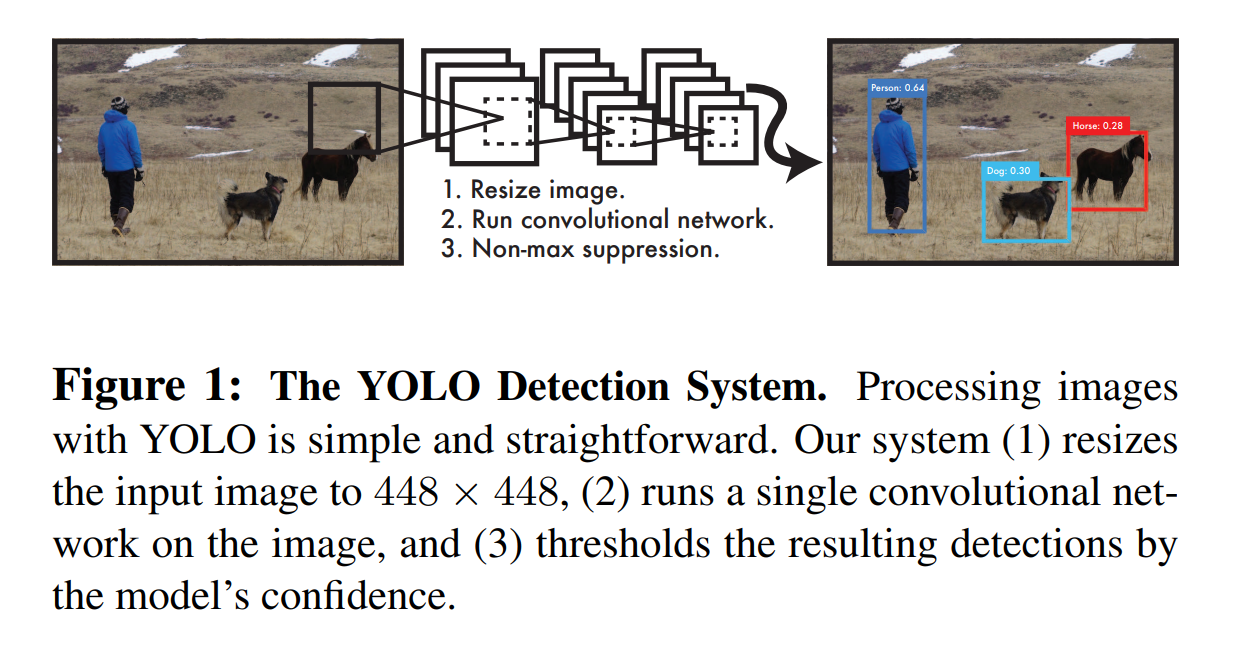 Person: 0.64
Horse: 0.28
Dog: 0.30
1. Resize image.
2. Run convolutional network.
3. Non-max suppression.
Figure 1: The YOLO Detection System. Processing images
with YOLO is simple and straightforward. Our system (1) resizes
the input image to 448 × 448, (2) runs a single convolutional net-
work on the image, and (3) thresholds the resulting detections by
the model’s confidence.